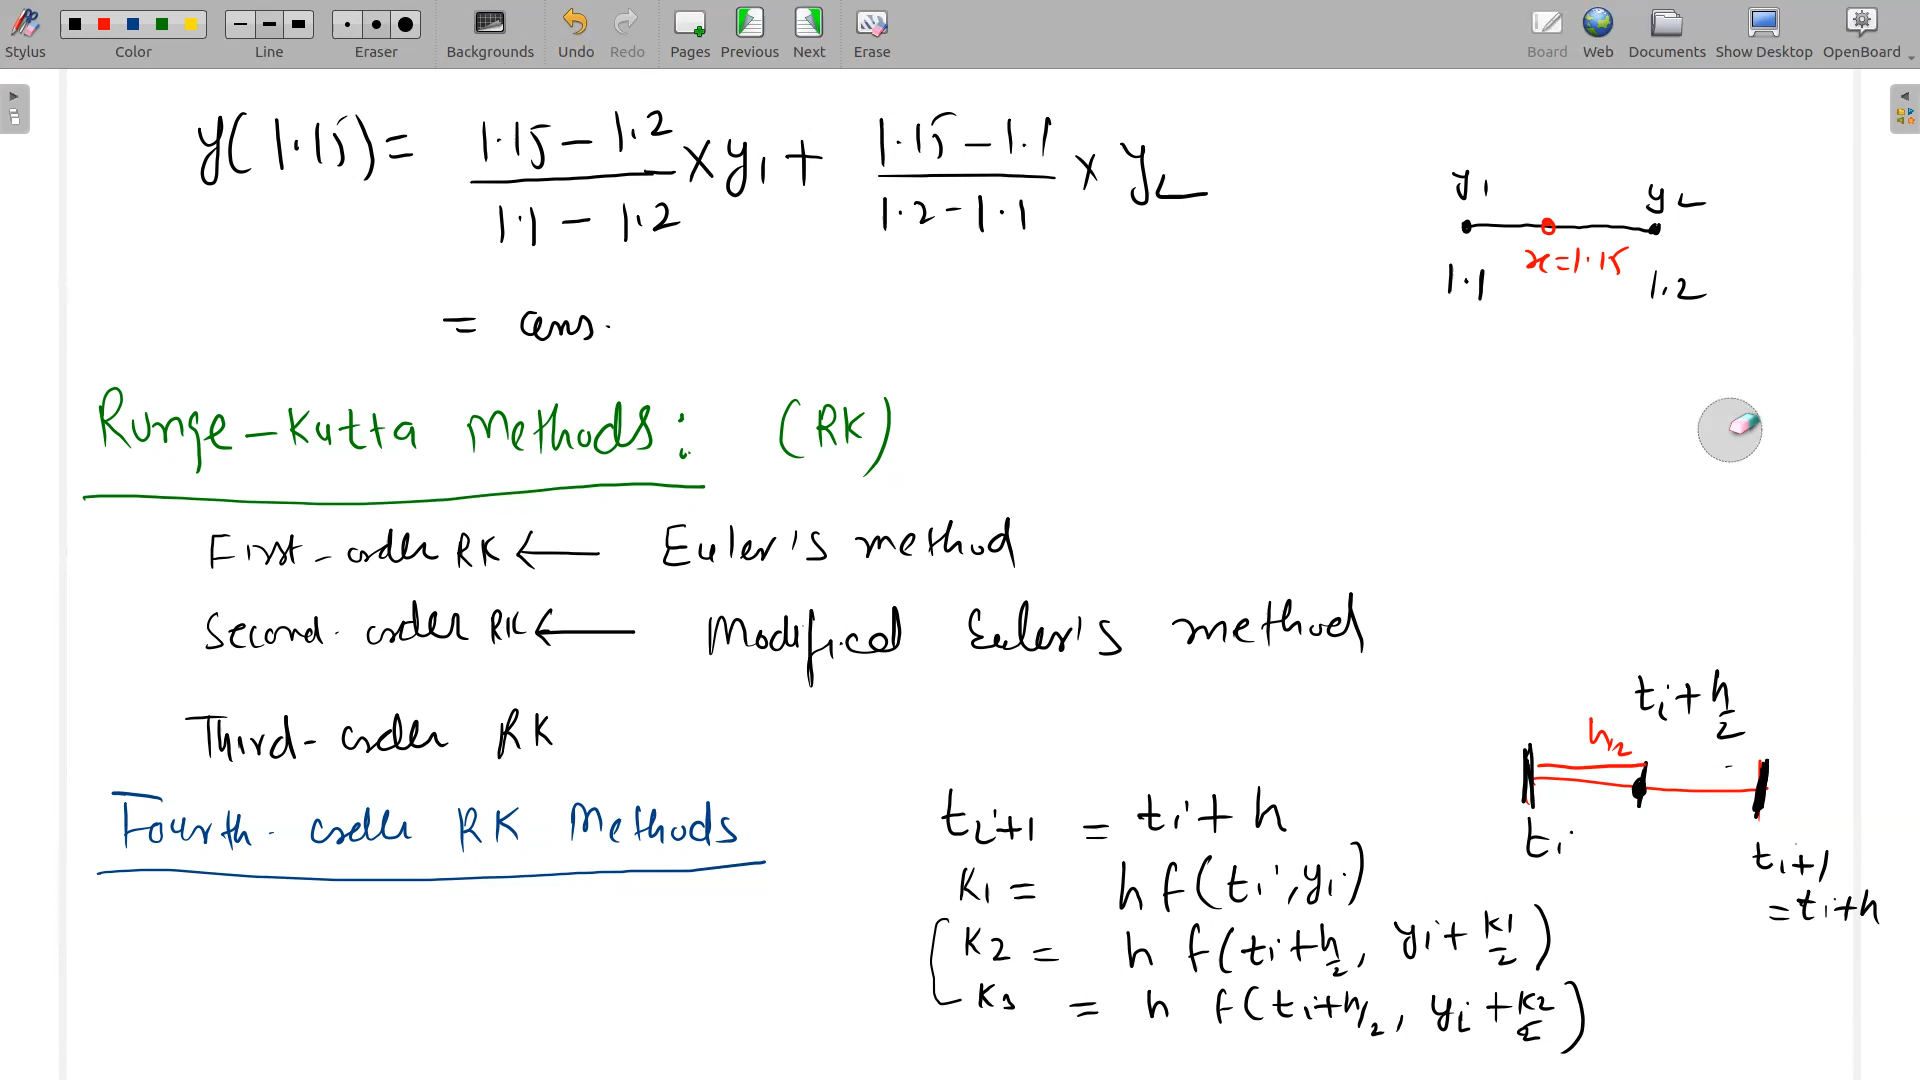 Stylus Color Line Eraser Backgrounds Undo Redo Pages Previous Next Erase Board Web Documents Show Desktop OpenBoard
y(1.15) = (1.15 - 1.2)/(1.1 - 1.2) × y1 + (1.15 - 1.1)/(1.2 - 1.1) × y2
y1 y2
x=1.15
1.1 1.2
= ans.
Runge-Kutta Methods: (RK)
First-order RK ← Euler's method
Second-order RK ← Modified Euler's method
Third-order RK
Fourth-order RK Methods
ti + h/2
h/2
ti
ti+1
= ti+h
ti+1 = ti + h
K1 = h f(ti, yi)
K2 = h f(ti+h/2, yi+K1/2)
K3 = h f(ti+h/2, yi+K2/2)